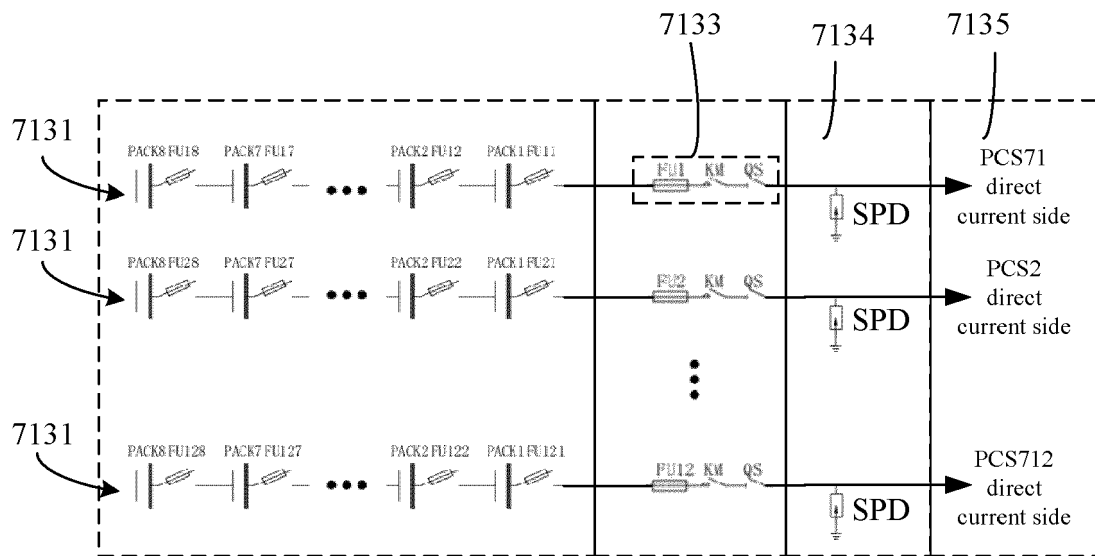 7133
7134
7135
7131
PACK8 FU18 PACK7 FU17 PACK2 FU12 PACK1 FU11
FU1 KM QS
SPD
PCS71
direct
current side
7131
PACK8 FU28 PACK7 FU27 PACK2 FU22 PACK1 FU21
FU2 KM QS
SPD
PCS2
direct
current side
7131
PACK8 FU128 PACK7 FU127 PACK2 FU122 PACK1 FU121
FU12 KM QS
SPD
PCS712
direct
current side